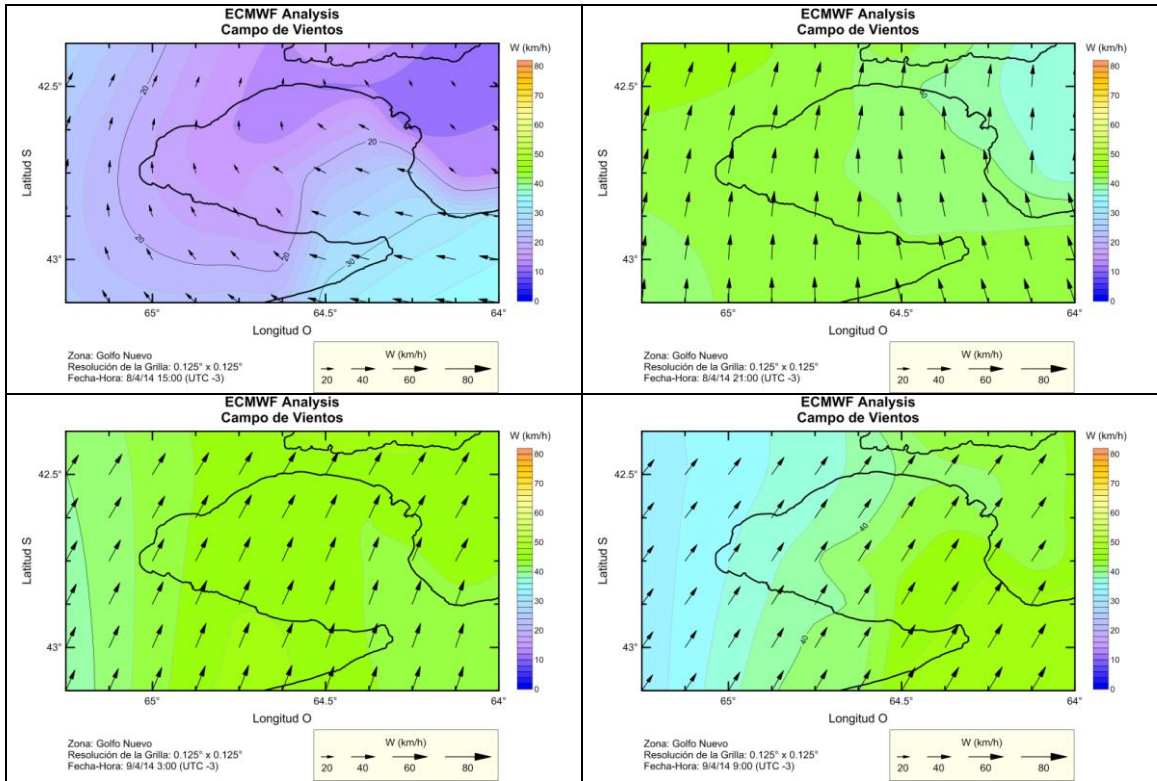 ECMWF Analysis
Campo de Vientos
W (km/h)
80
70
60
50
40
30
20
10
0
42.5°
43°
Latitud S
20
20
20
20
30
65°
64.5°
64°
Longitud O
Zona: Golfo Nuevo
Resolución de la Grilla: 0.125° x 0.125°
Fecha-Hora: 8/4/14 15:00 (UTC -3)
W (km/h)
20 40 60 80
ECMWF Analysis
Campo de Vientos
W (km/h)
80
70
60
50
40
30
20
10
0
42.5°
43°
Latitud S
40
65°
64.5°
64°
Longitud O
Zona: Golfo Nuevo
Resolución de la Grilla: 0.125° x 0.125°
Fecha-Hora: 8/4/14 21:00 (UTC -3)
W (km/h)
20 40 60 80
ECMWF Analysis
Campo de Vientos
W (km/h)
80
70
60
50
40
30
20
10
0
42.5°
43°
Latitud S
65°
64.5°
64°
Longitud O
Zona: Golfo Nuevo
Resolución de la Grilla: 0.125° x 0.125°
Fecha-Hora: 9/4/14 3:00 (UTC -3)
W (km/h)
20 40 60 80
ECMWF Analysis
Campo de Vientos
W (km/h)
80
70
60
50
40
30
20
10
0
42.5°
43°
Latitud S
40
40
65°
64.5°
64°
Longitud O
Zona: Golfo Nuevo
Resolución de la Grilla: 0.125° x 0.125°
Fecha-Hora: 9/4/14 9:00 (UTC -3)
W (km/h)
20 40 60 80